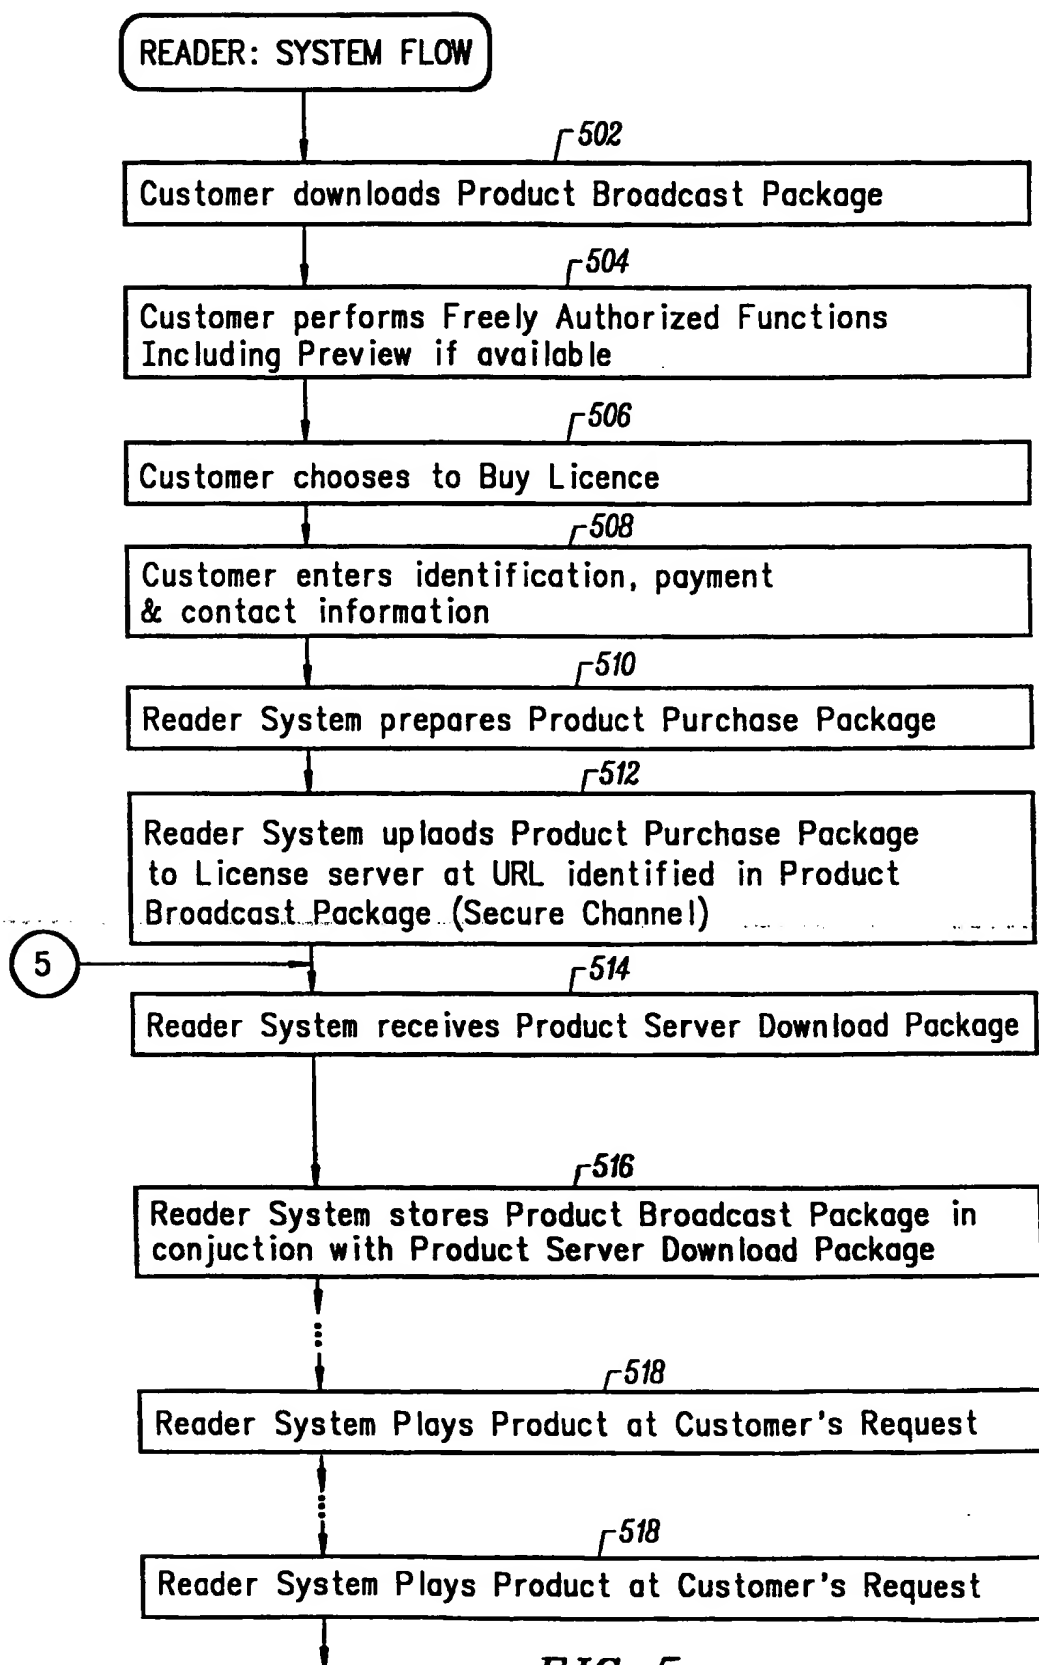 READER: SYSTEM FLOW
502
Customer downloads Product Broadcast Package
504
Customer performs Freely Authorized Functions
Including Preview if available
506
Customer chooses to Buy Licence
508
Customer enters identification, payment
& contact information
510
Reader System prepares Product Purchase Package
512
Reader System uplaods Product Purchase Package
to License server at URL identified in Product
Broadcast Package (Secure Channel)
5
514
Reader System receives Product Server Download Package
516
Reader System stores Product Broadcast Package in
conjuction with Product Server Download Package
518
Reader System Plays Product at Customer's Request
518
Reader System Plays Product at Customer's Request
FIG. 5